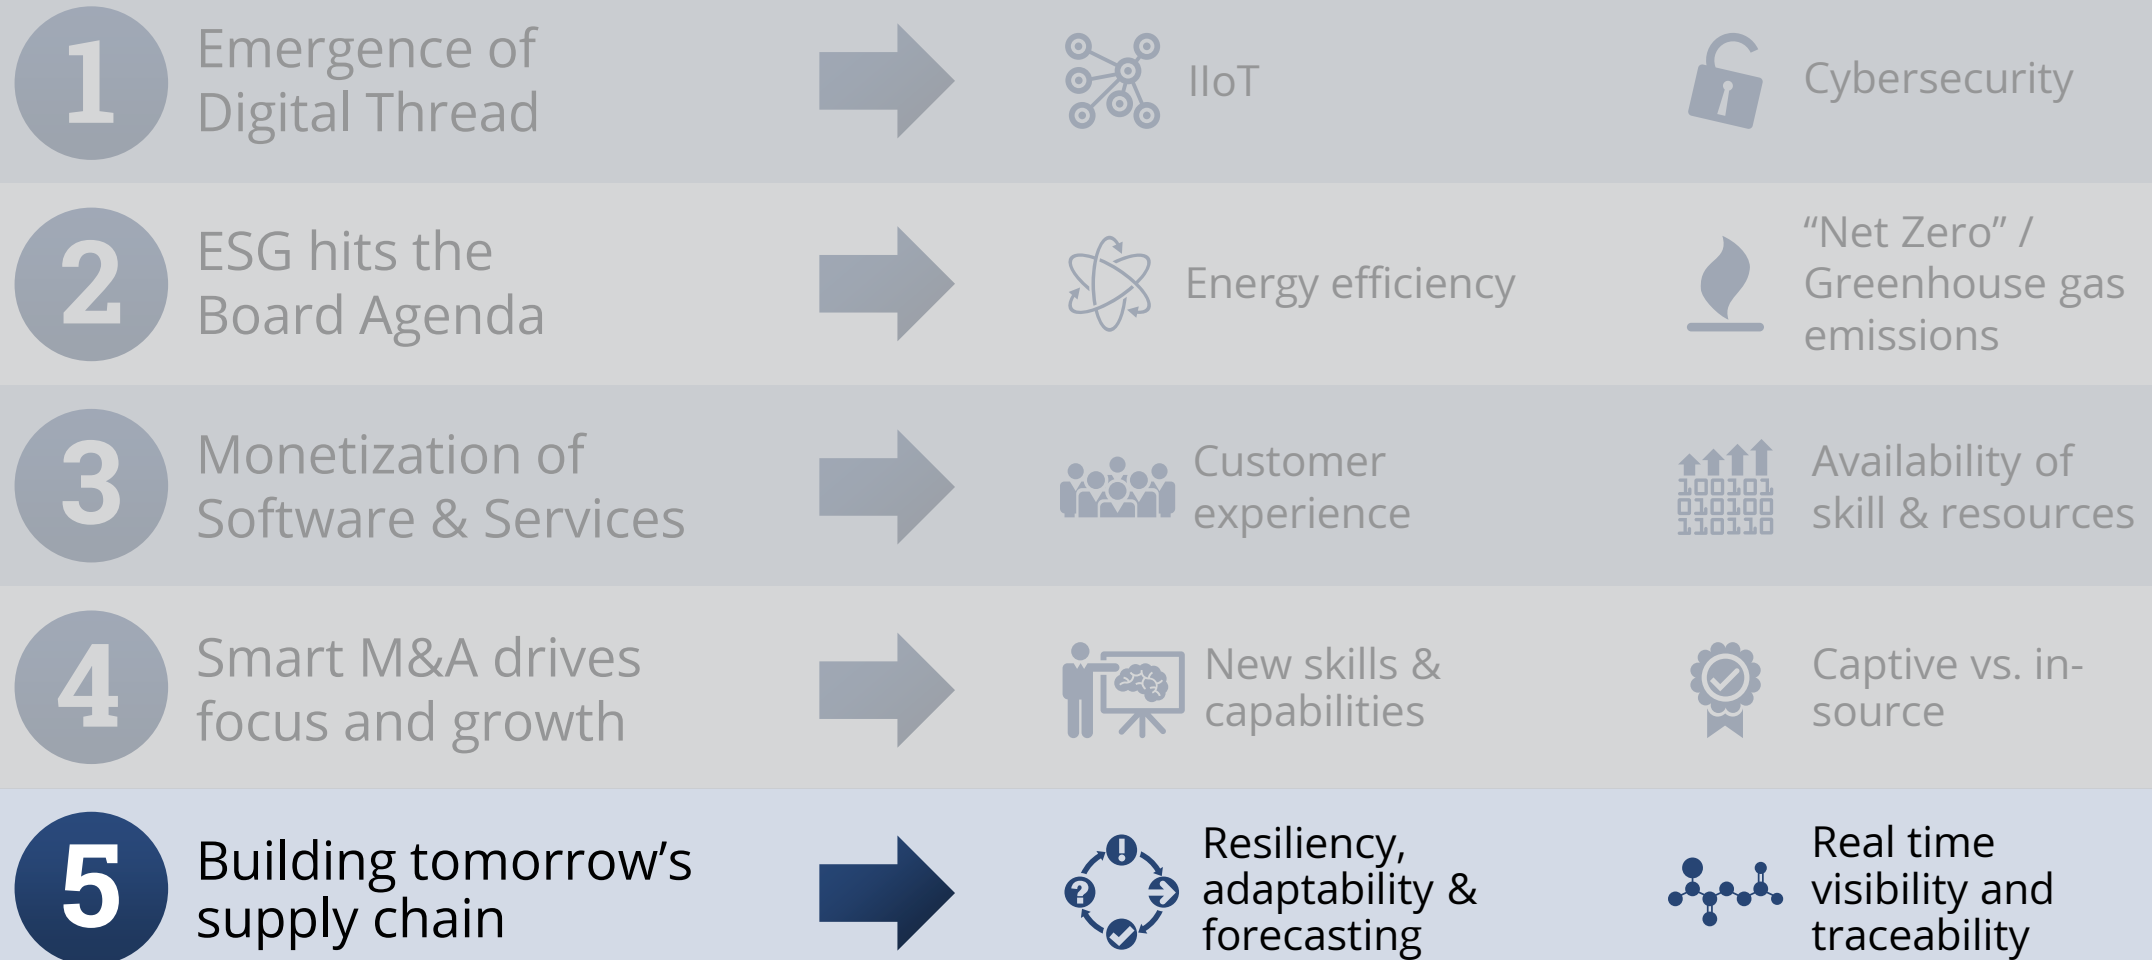 1
Emergence of
Digital Thread
IIoT
Cybersecurity
2
ESG hits the
Board Agenda
Energy efficiency
“Net Zero” /
Greenhouse gas
emissions
3
Monetization of
Software & Services
Customer
experience
100101
010100
110110
Availability of
skill & resources
4
Smart M&A drives
focus and growth
New skills &
capabilities
Captive vs. in-
source
5
Building tomorrow’s
supply chain
!
?
Resiliency,
adaptability &
forecasting
Real time
visibility and
traceability